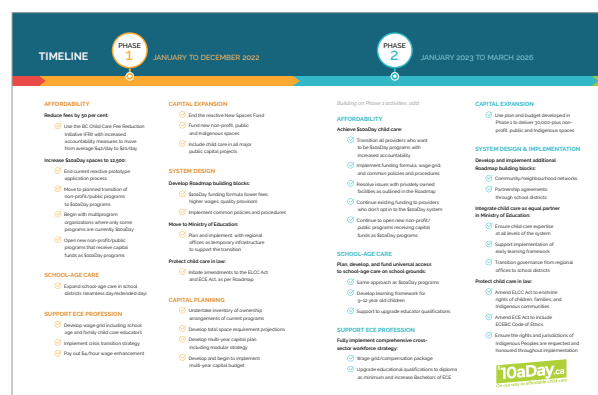 TIMELINE
PHASE
1
JANUARY TO DECEMBER 2022
PHASE
2
JANUARY 2023 TO MARCH 2026
AFFORDABILITY
Reduce fees by 50 per cent:
Use the BC Child Care Fee Reduction
Initiative (FRI) with increased
accountability measures to move
from average $42/day to $21/day
Increase $10aDay spaces to 12,500:
End current reactive prototype
application process
Move to planned transition of
non-profit/public programs
to $10aDay programs
Begin with multiprogram
organizations where only some
programs are currently $10aDay
Open new non-profit/public
programs that receive capital
funds as $10aDay programs
SCHOOL-AGE CARE
Expand school-age care in school
districts (seamless day/extended day)
SUPPORT ECE PROFESSION
Develop wage grid including school
age and family child care educators
Implement crisis transition strategy
Pay out $4/hour wage enhancement
CAPITAL EXPANSION
End the reactive New Spaces Fund
Fund new non-profit, public
and Indigenous spaces
Include child care in all major
public capital projects
SYSTEM DESIGN
Develop Roadmap building blocks:
$10aDay funding formula (lower fees,
higher wages, quality provision)
Implement common policies and procedures
Move to Ministry of Education:
Plan and implement, with regional
offices as temporary infrastructure
to support the transition
Protect child care in law:
Initiate amendments to the ELCC Act
and ECE Act, as per Roadmap
CAPITAL PLANNING
Undertake inventory of ownership
arrangements of current programs
Develop total space requirement projections
Develop multi-year capital plan
including modular strategy
Develop and begin to implement
multi-year capital budget
Building on Phase 1 activities, add:
AFFORDABILITY
Achieve $10aDay child care:
Transition all providers who want
to be $10aDay programs with
increased accountability
Implement funding formula, wage grid,
and common policies and procedures
Resolve issues with privately owned
facilities as outlined in the Roadmap
Continue existing funding to providers
who don't opt in to the $10aDay system
Continue to open new non-profit/
public programs receiving capital
funds as $10aDay programs
SCHOOL-AGE CARE
Plan, develop, and fund universal access
to school-age care on school grounds:
Same approach as $10aDay programs
Develop learning framework for
5–12 year old children
Support to upgrade educator qualifications
SUPPORT ECE PROFESSION
Fully implement comprehensive cross-
sector workforce strategy:
Wage grid/compensation package
Upgrade educational qualifications to diploma
as minimum and increase Bachelors of ECE
CAPITAL EXPANSION
Use plan and budget developed in
Phase 1 to deliver 30,000-plus non-
profit, public and Indigenous spaces
SYSTEM DESIGN & IMPLEMENTATION
Develop and implement additional
Roadmap building blocks:
Community/neighbourhood networks
Partnership agreements
through school districts
Integrate child care as equal partner
in Ministry of Education:
Ensure child care expertise
at all levels of the system
Support implementation of
early learning framework
Transition governance from regional
offices to school districts
Protect child care in law:
Amend ELCC Act to enshrine
rights of children, families, and
Indigenous communities
Amend ECE Act to include
ECEBC Code of Ethics
Ensure the rights and jurisdictions of
Indigenous Peoples are respected and
honoured throughout implementation
$10aDay.ca
On our way to affordable child care